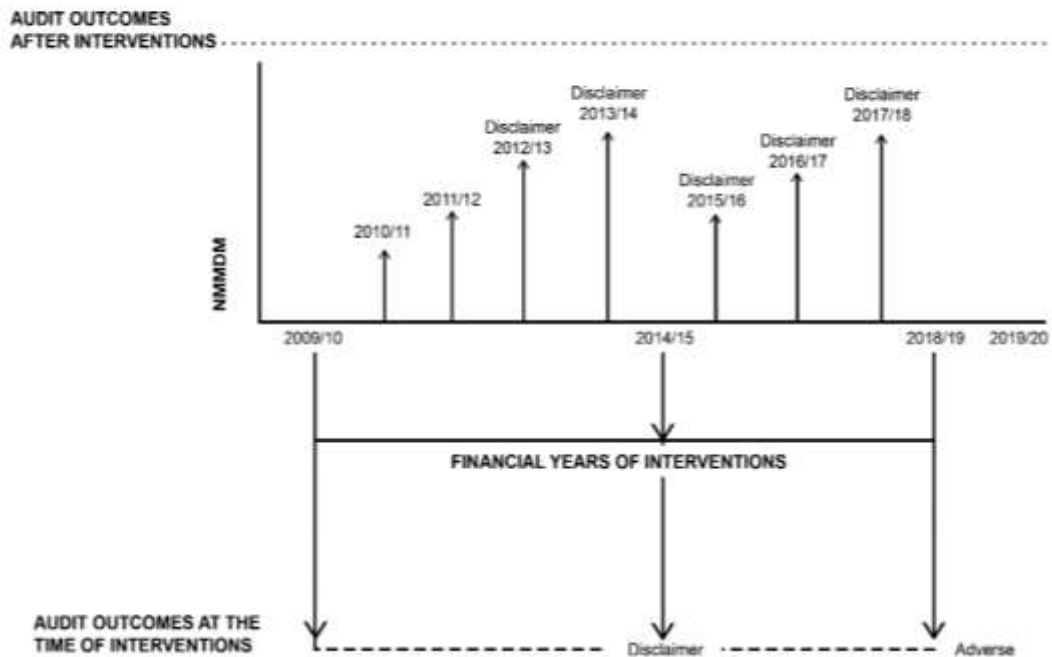 AUDIT OUTCOMES
AFTER INTERVENTIONS
Disclaimer
2013/14
Disclaimer
2017/18
Disclaimer
2012/13
Disclaimer
2016/17
Disclaimer
2015/16
2011/12
2010/11
NMMDM
2009/10
2014/15
2018/19
2019/20
FINANCIAL YEARS OF INTERVENTIONS
AUDIT OUTCOMES AT THE
TIME OF INTERVENTIONS
Disclaimer
Adverse